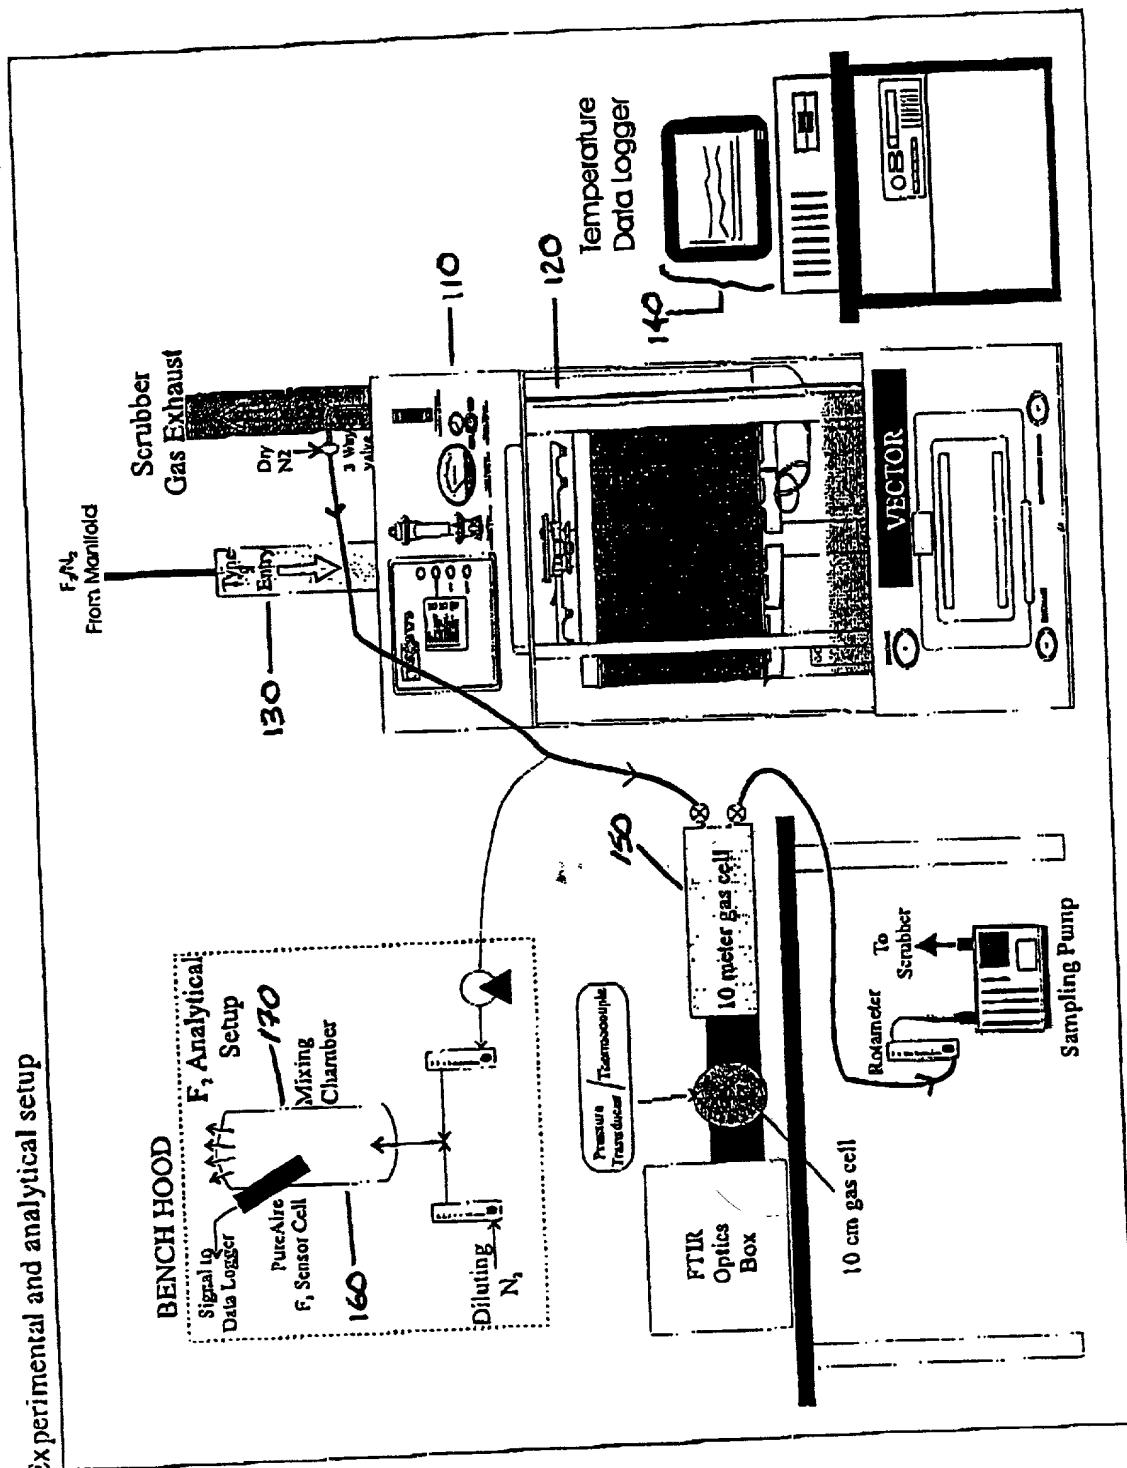 Experimental and analytical setup
BENCH HOOD
F₂ Analytical
Setup
170
Signal to
Data Logger
PureAire
F₂ Sensor Cell
160
Mixing
Chamber
Diluting
N₂
F₂/N₂
From Manifold
130
Entry
Scrubber
Gas Exhaust
Dry
N2
3 Way
valve
110
120
Temperature
Data Logger
140
VECTOR
150
10 meter gas cell
Pressure
Transducer / Thermocouple
FTIR
Optics
Box
10 cm gas cell
Rotameter
To
Scrubber
Sampling Pump